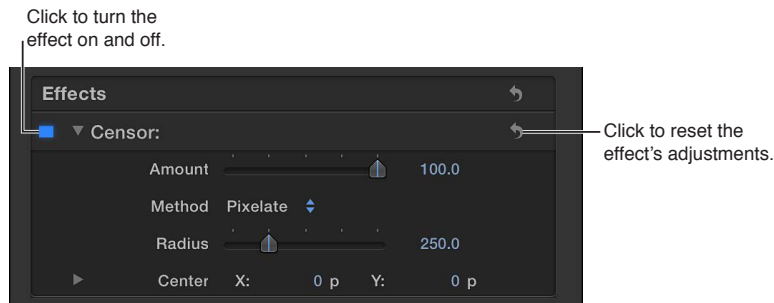 Click to turn the
effect on and off.
Effects
Censor:
Click to reset the
effect's adjustments.
Amount 100.0
Method Pixelate
Radius 250.0
Center X: 0 p Y: 0 p